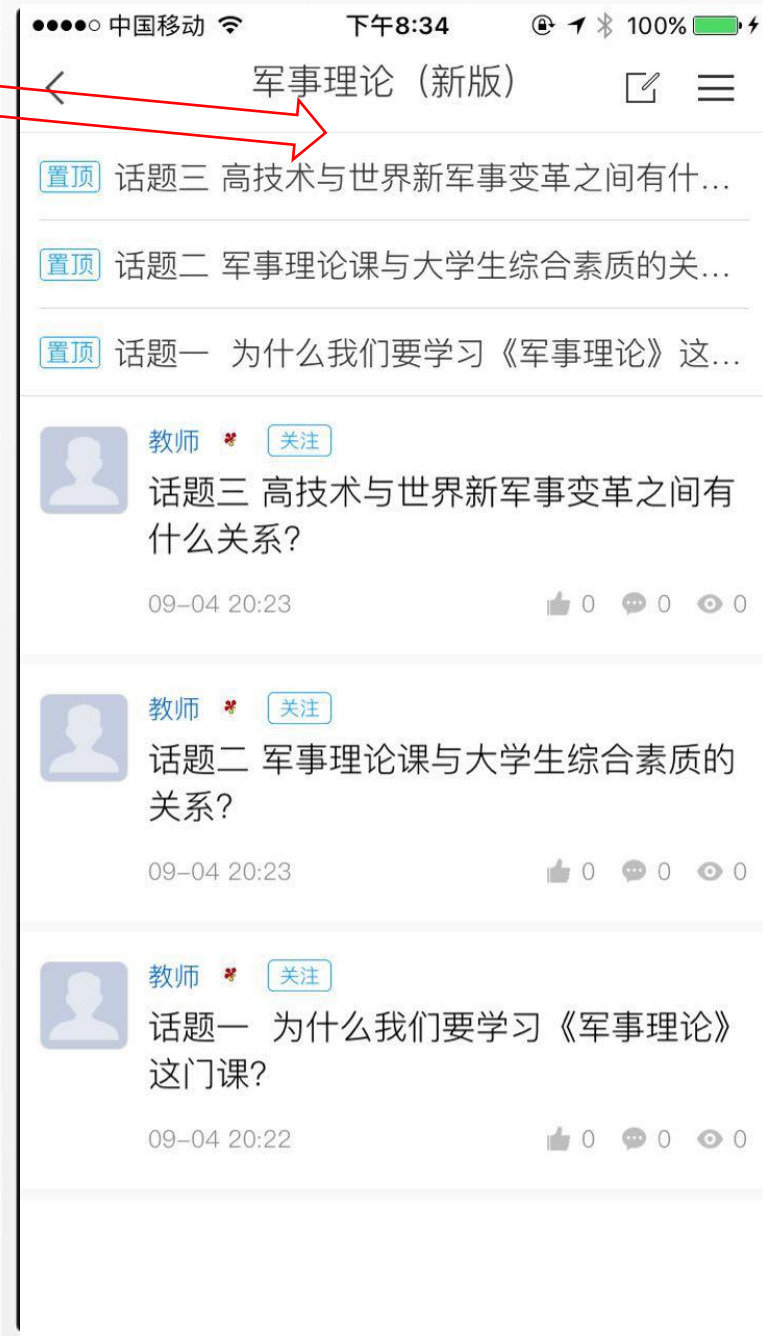 中国移动 下午8:34 100%
军事理论（新版）
置顶 话题三 高技术与世界新军事变革之间有什...
置顶 话题二 军事理论课与大学生综合素质的关...
置顶 话题一 为什么我们要学习《军事理论》这...
教师 关注
话题三 高技术与世界新军事变革之间有
什么关系?
09-04 20:23 0 0 0
教师 关注
话题二 军事理论课与大学生综合素质的
关系?
09-04 20:23 0 0 0
教师 关注
话题一 为什么我们要学习《军事理论》
这门课?
09-04 20:22 0 0 0